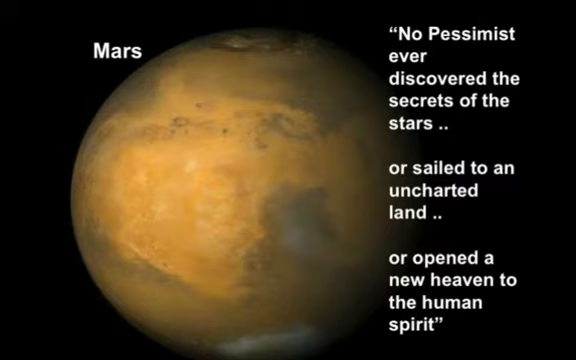 Mars
“No Pessimist
ever
discovered the
secrets of the
stars ..
or sailed to an
uncharted
land ..
or opened a
new heaven to
the human
spirit”